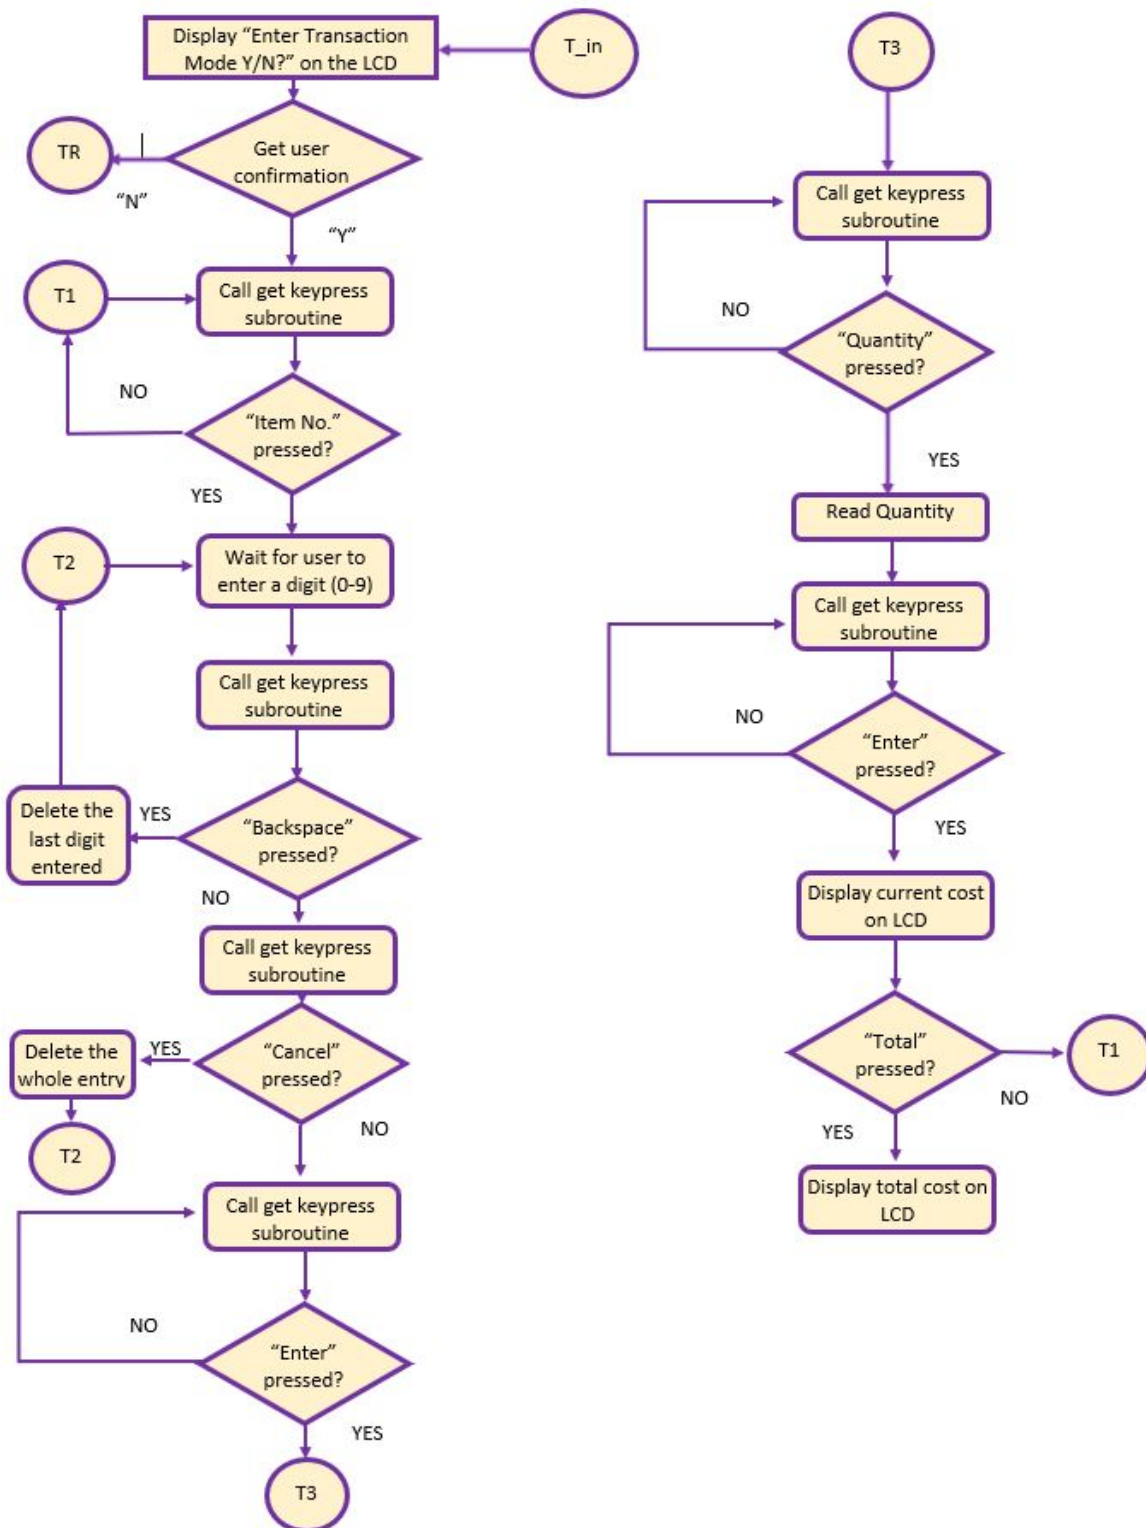 Display “Enter Transaction
Mode Y/N?” on the LCD
T_in
Get user
confirmation
TR
“N”
“Y”
T1
Call get keypress
subroutine
NO
“Item No.”
pressed?
YES
T2
Wait for user to
enter a digit (0-9)
Call get keypress
subroutine
Delete the
last digit
entered
YES
“Backspace”
pressed?
NO
Call get keypress
subroutine
Delete the
whole entry
YES
“Cancel”
pressed?
T2
NO
Call get keypress
subroutine
NO
“Enter”
pressed?
YES
T3
T3
Call get keypress
subroutine
NO
“Quantity”
pressed?
YES
Read Quantity
Call get keypress
subroutine
NO
“Enter”
pressed?
YES
Display current cost
on LCD
“Total”
pressed?
T1
NO
YES
Display total cost on
LCD